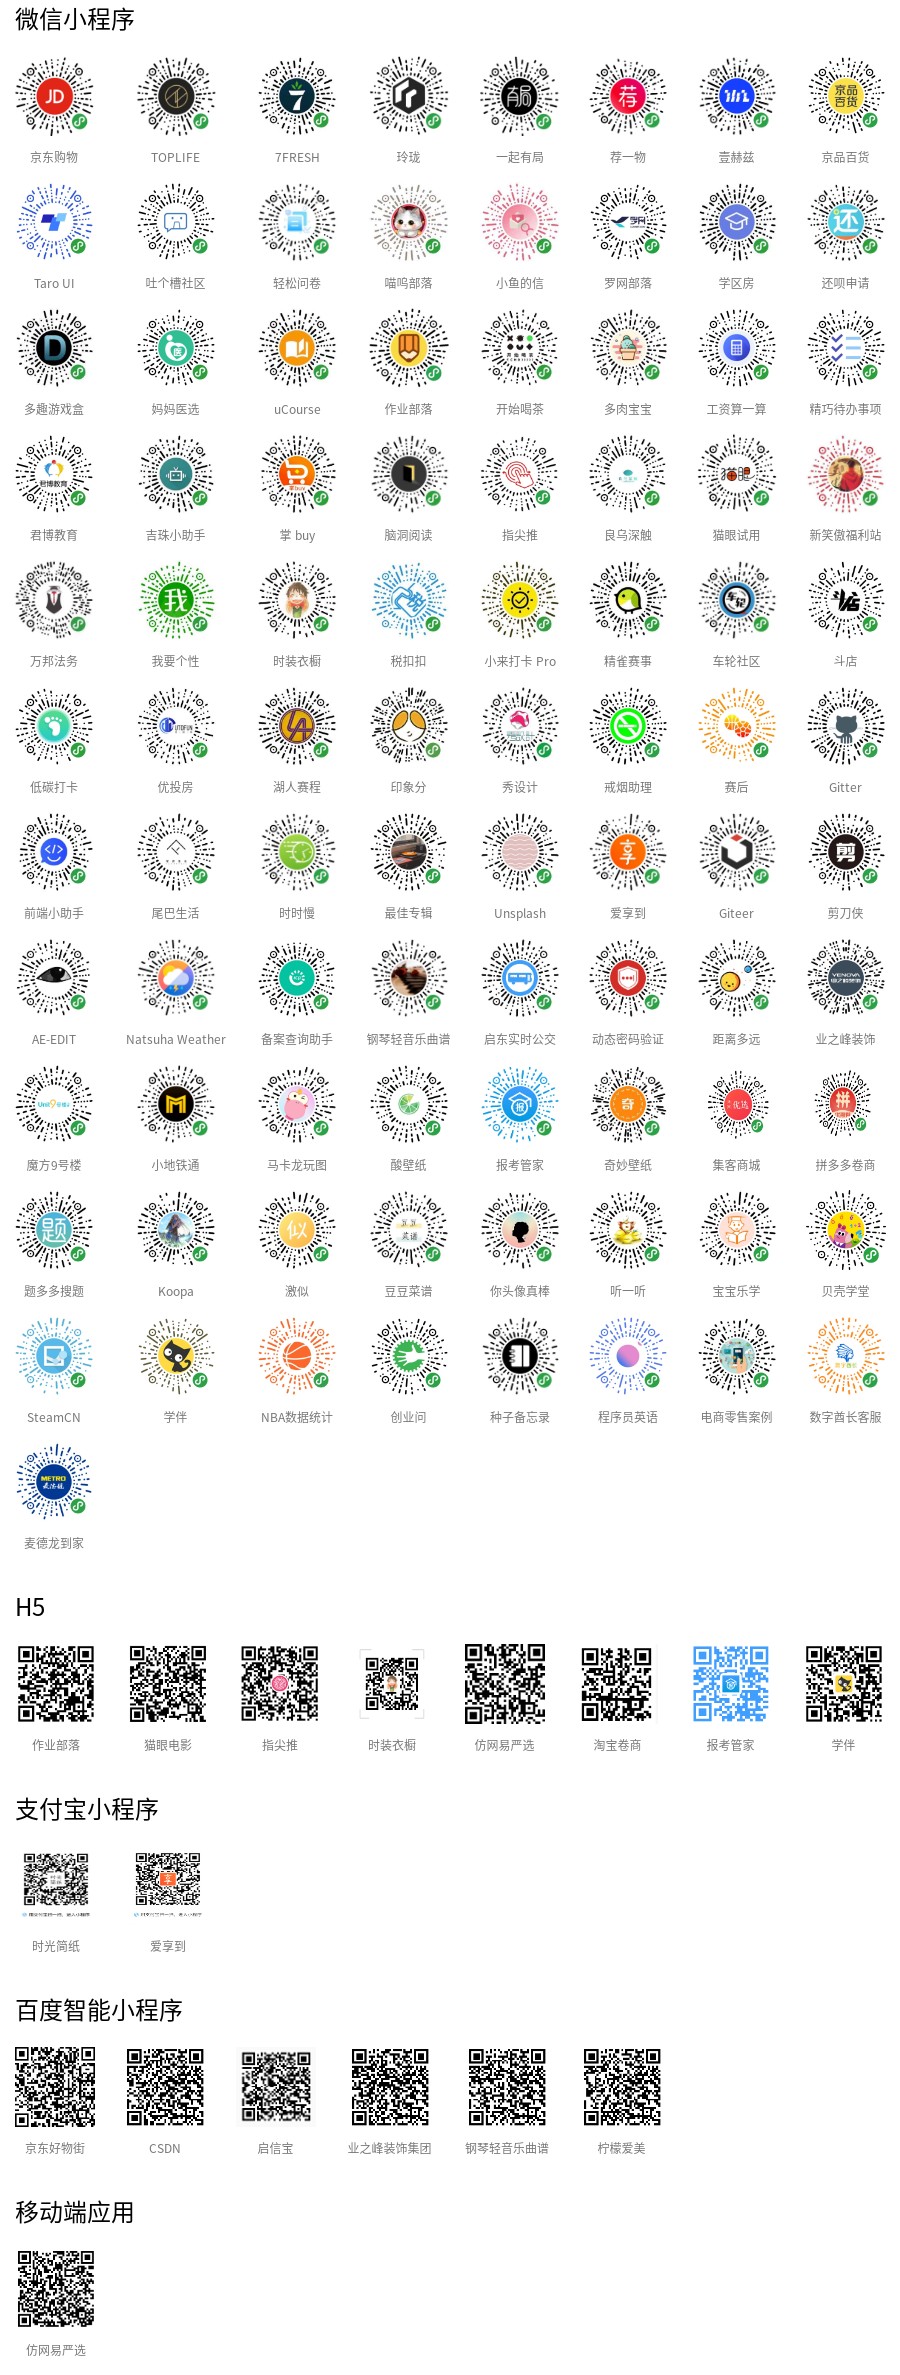 微信小程序
京东购物 TOPLIFE 7FRESH 玲珑 一起有局 荐一物 壹赫兹 京品百货
Taro UI 吐个槽社区 轻松问卷 喵呜部落 小鱼的信 罗网部落 学区房 还呗申请
多趣游戏盒 妈妈医选 uCourse 作业部落 开始喝茶 多肉宝宝 工资算一算 精巧待办事项
君博教育 吉珠小助手 掌 buy 脑洞阅读 指尖推 良乌深触 猫眼试用 新笑傲福利站
万邦法务 我要个性 时装衣橱 税扣扣 小来打卡 Pro 精雀赛事 车轮社区 斗店
低碳打卡 优投房 湖人赛程 印象分 秀设计 戒烟助理 赛后 Gitter
前端小助手 尾巴生活 时时慢 最佳专辑 Unsplash 爱享到 Giteer 剪刀侠
AE-EDIT Natsuha Weather 备案查询助手 钢琴轻音乐曲谱 启东实时公交 动态密码验证 距离多远 业之峰装饰
魔方9号楼 小地铁通 马卡龙玩图 酸壁纸 报考管家 奇妙壁纸 集客商城 拼多多卷商
题多多搜题 Koopa 激似 豆豆菜谱 你头像真棒 听一听 宝宝乐学 贝壳学堂
SteamCN 学伴 NBA数据统计 创业问 种子备忘录 程序员英语 电商零售案例 数字酋长客服
麦德龙到家
H5
作业部落 猫眼电影 指尖推 时装衣橱 仿网易严选 淘宝卷商 报考管家 学伴
支付宝小程序
时光简纸 爱享到
百度智能小程序
京东好物街 CSDN 启信宝 业之峰装饰集团 钢琴轻音乐曲谱 柠檬爱美
移动端应用
仿网易严选